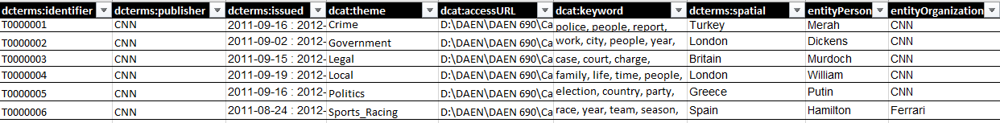 dcterms:identifier dcterms:publisher dcterms:issued dcat:theme dcat:accessURL dcat:keyword dcterms:spatial entityPerson entityOrganization
T0000001 CNN 2011-09-16 : 2012- Crime D:\DAEN\DAEN 690\Ca police, people, report, Turkey Merah CNN
T0000002 CNN 2011-09-02 : 2012- Government D:\DAEN\DAEN 690\Ca work, city, people, year, London Dickens CNN
T0000003 CNN 2011-09-15 : 2012- Legal D:\DAEN\DAEN 690\Ca case, court, charge, Britain Murdoch CNN
T0000004 CNN 2011-09-19 : 2012- Local D:\DAEN\DAEN 690\Ca family, life, time, people, London William CNN
T0000005 CNN 2011-09-16 : 2012- Politics D:\DAEN\DAEN 690\Ca election, country, party, Greece Putin CNN
T0000006 CNN 2011-08-24 : 2012- Sports_Racing D:\DAEN\DAEN 690\Ca race, year, team, season, Spain Hamilton Ferrari